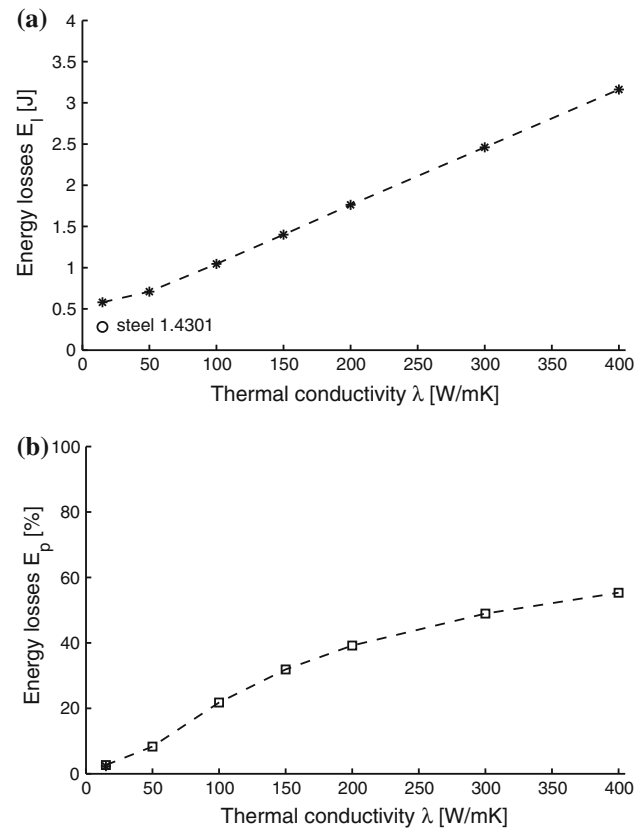 (a)
Energy losses E_l [J]
4
3.5
3
2.5
2
1.5
1
0.5
0
steel 1.4301
0 50 100 150 200 250 300 350 400
Thermal conductivity λ [W/mK]
(b)
Energy losses E_p [%]
100
80
60
40
20
0
0 50 100 150 200 250 300 350 400
Thermal conductivity λ [W/mK]